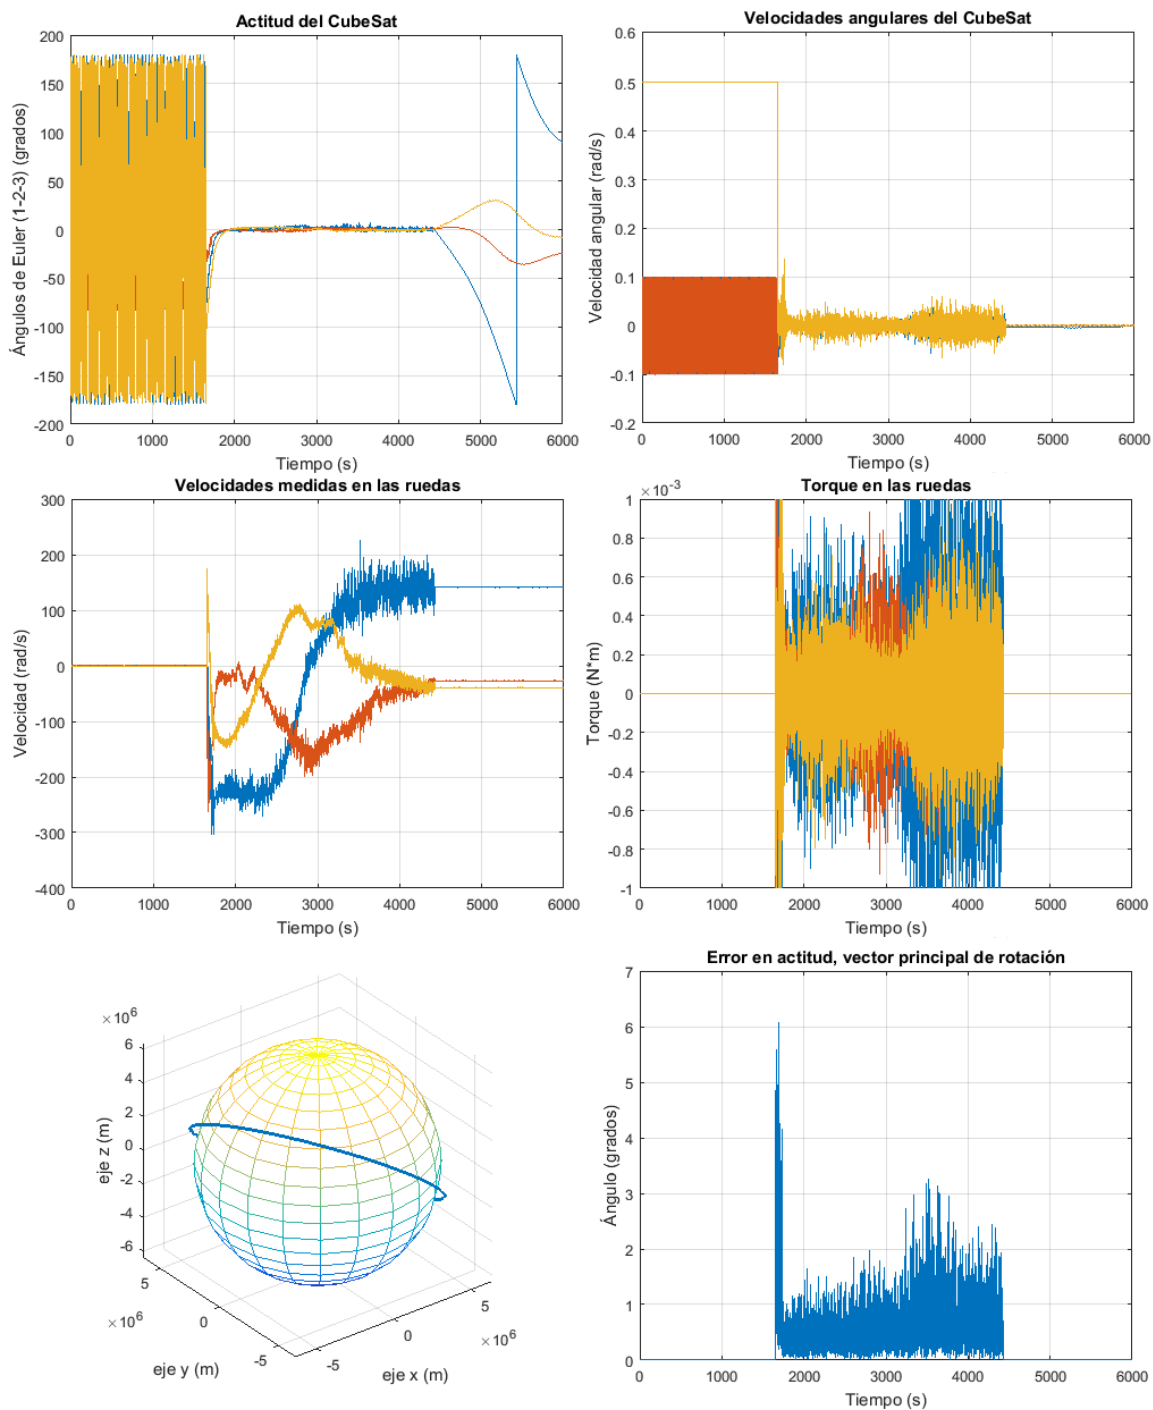 Actitud del CubeSat
200
150
100
50
0
-50
-100
-150
-200
Ángulos de Euler (1-2-3) (grados)
0 1000 2000 3000 4000 5000 6000
Tiempo (s)
Velocidades angulares del CubeSat
0.6
0.5
0.4
0.3
0.2
0.1
0
-0.1
-0.2
Velocidad angular (rad/s)
0 1000 2000 3000 4000 5000 6000
Tiempo (s)
Velocidades medidas en las ruedas
300
200
100
0
-100
-200
-300
-400
Velocidad (rad/s)
0 1000 2000 3000 4000 5000 6000
Tiempo (s)
Torque en las ruedas
×10-3
1
0.8
0.6
0.4
0.2
0
-0.2
-0.4
-0.6
-0.8
-1
Torque (N*m)
0 1000 2000 3000 4000 5000 6000
Tiempo (s)
×10⁶
6
4
2
0
-2
-4
-6
eje z (m)
5
0
-5
×10⁶
eje y (m)
-5
0
5
×10⁶
eje x (m)
Error en actitud, vector principal de rotación
7
6
5
4
3
2
1
0
Ángulo (grados)
0 1000 2000 3000 4000 5000 6000
Tiempo (s)